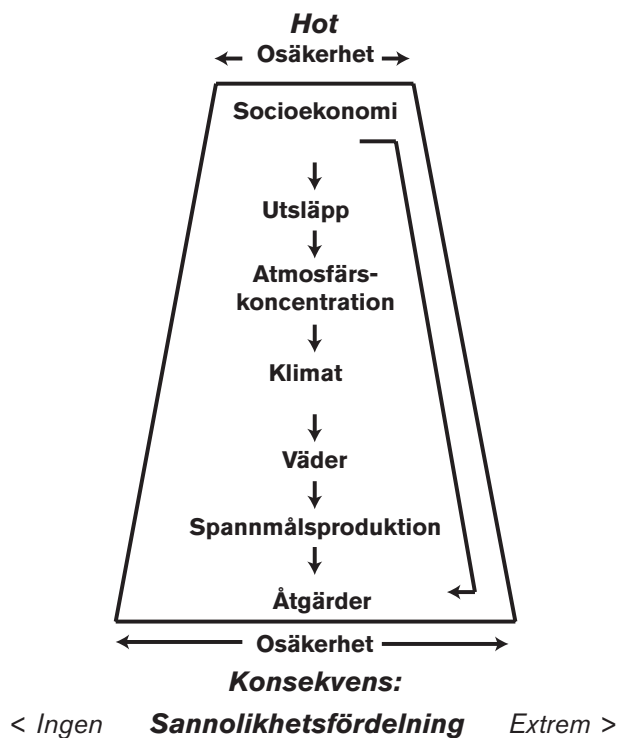 Hot
Osäkerhet
Socioekonomi
Utsläpp
Atmosfärs-
koncentration
Klimat
Väder
Spannmålsproduktion
Åtgärder
Osäkerhet
Konsekvens:
< Ingen Sannolikhetsfördelning Extrem >